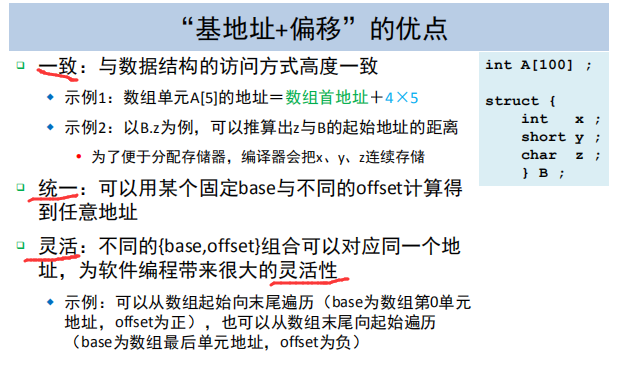 “基地址+偏移”的优点
一致：与数据结构的访问方式高度一致
示例1：数组单元A[5]的地址＝数组首地址＋4×5
示例2：以B.z为例，可以推算出z与B的起始地址的距离
为了便于分配存储器，编译器会把x、y、z连续存储
统一：可以用某个固定base与不同的offset计算得
到任意地址
灵活：不同的{base,offset}组合可以对应同一个地
址，为软件编程带来很大的灵活性
示例：可以从数组起始向末尾遍历（base为数组第0单元
地址，offset为正），也可以从数组末尾向起始遍历
（base为数组最后单元地址，offset为负）
int A[100] ;
struct {
int x ;
short y ;
char z ;
} B ;